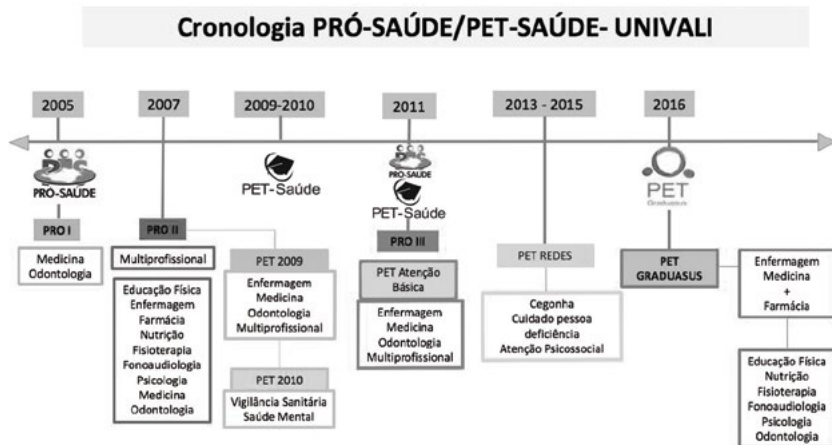 Cronologia PRÓ-SAÚDE/PET-SAÚDE- UNIVALI
2005
2007
2009-2010
2011
2013 - 2015
2016
PRÓ-SAÚDE
PRO I
Medicina
Odontologia
PRO II
Multiprofissional
Educação Física
Enfermagem
Farmácia
Nutrição
Fisioterapia
Fonoaudiologia
Psicologia
Medicina
Odontologia
PET-Saúde
PET 2009
Enfermagem
Medicina
Odontologia
Multiprofissional
PET 2010
Vigilância Sanitária
Saúde Mental
PRÓ-SAÚDE
PET-Saúde
PRO III
PET Atenção
Básica
Enfermagem
Medicina
Odontologia
Multiprofissional
PET REDES
Cegonha
Cuidado pessoa
deficiência
Atenção Psicossocial
PET
Graduasus
PET
GRADUASUS
Enfermagem
Medicina
+
Farmácia
Educação Física
Nutrição
Fisioterapia
Fonoaudiologia
Psicologia
Odontologia